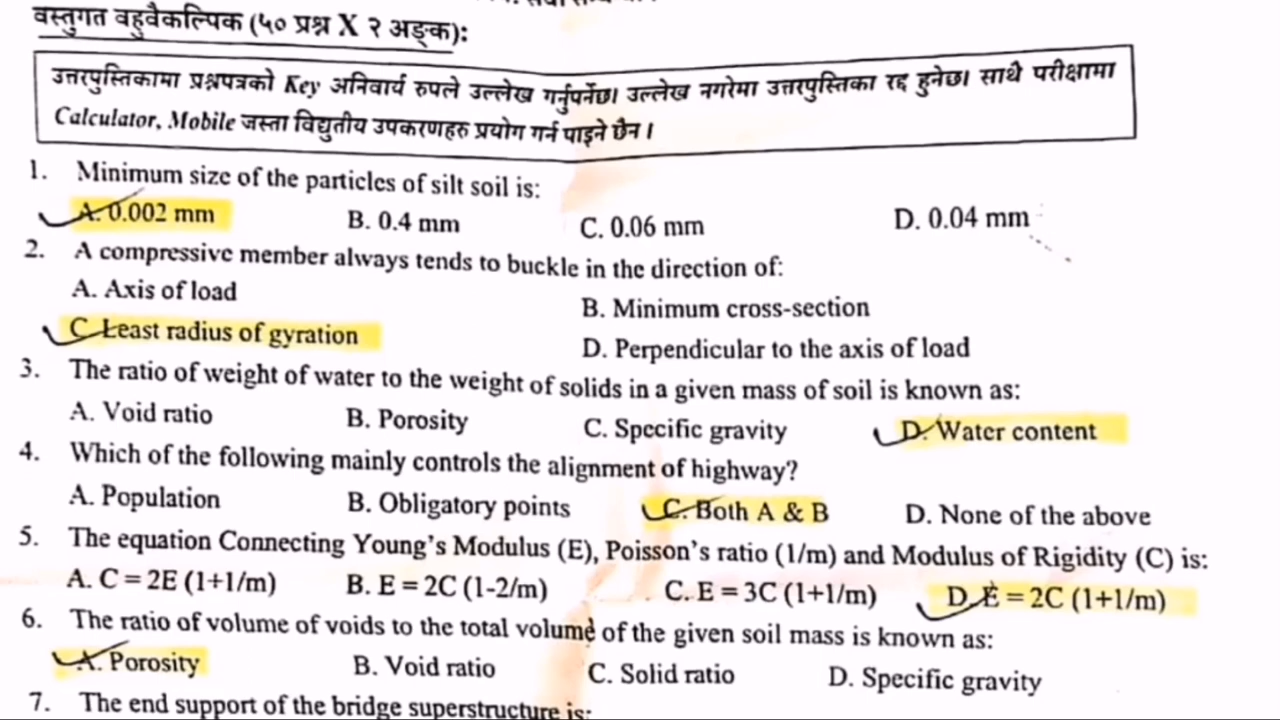 वस्तुगत वहुवैकल्पिक (५० प्रश्न X २ अङ्क):
उत्तरपुस्तिकामा प्रश्नपत्रको Key अनिवार्य रुपले उल्लेख गर्नुपर्नेछ। उल्लेख नगरेमा उत्तरपुस्तिका रद्द हुनेछ। साथै परीक्षामा
Calculator, Mobile जस्ता विद्युतीय उपकरणहरु प्रयोग गर्न पाइने छैन ।
1. Minimum size of the particles of silt soil is:
A. 0.002 mm B. 0.4 mm C. 0.06 mm D. 0.04 mm
2. A compressive member always tends to buckle in the direction of:
A. Axis of load B. Minimum cross-section
C. Least radius of gyration D. Perpendicular to the axis of load
3. The ratio of weight of water to the weight of solids in a given mass of soil is known as:
A. Void ratio B. Porosity C. Specific gravity D. Water content
4. Which of the following mainly controls the alignment of highway?
A. Population B. Obligatory points C. Both A & B D. None of the above
5. The equation Connecting Young's Modulus (E), Poisson's ratio (1/m) and Modulus of Rigidity (C) is:
A. C = 2E (1+1/m) B. E = 2C (1-2/m) C. E = 3C (1+1/m) D. E = 2C (1+1/m)
6. The ratio of volume of voids to the total volume of the given soil mass is known as:
A. Porosity B. Void ratio C. Solid ratio D. Specific gravity
7. The end support of the bridge superstructure is: